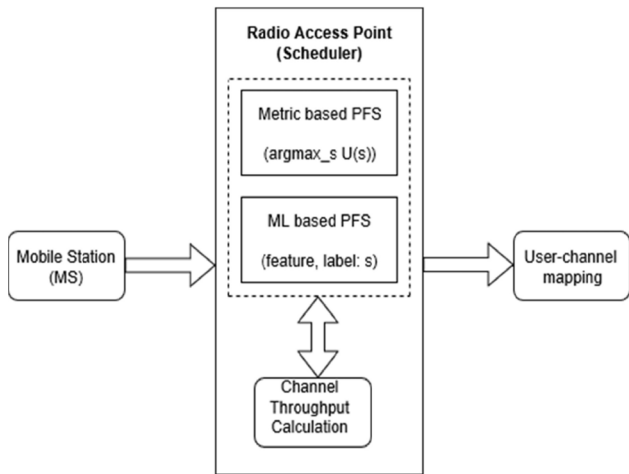 Radio Access Point
(Scheduler)
Metric based PFS
(argmax_s U(s))
ML based PFS
(feature, label: s)
Mobile Station
(MS)
User-channel
mapping
Channel
Throughput
Calculation